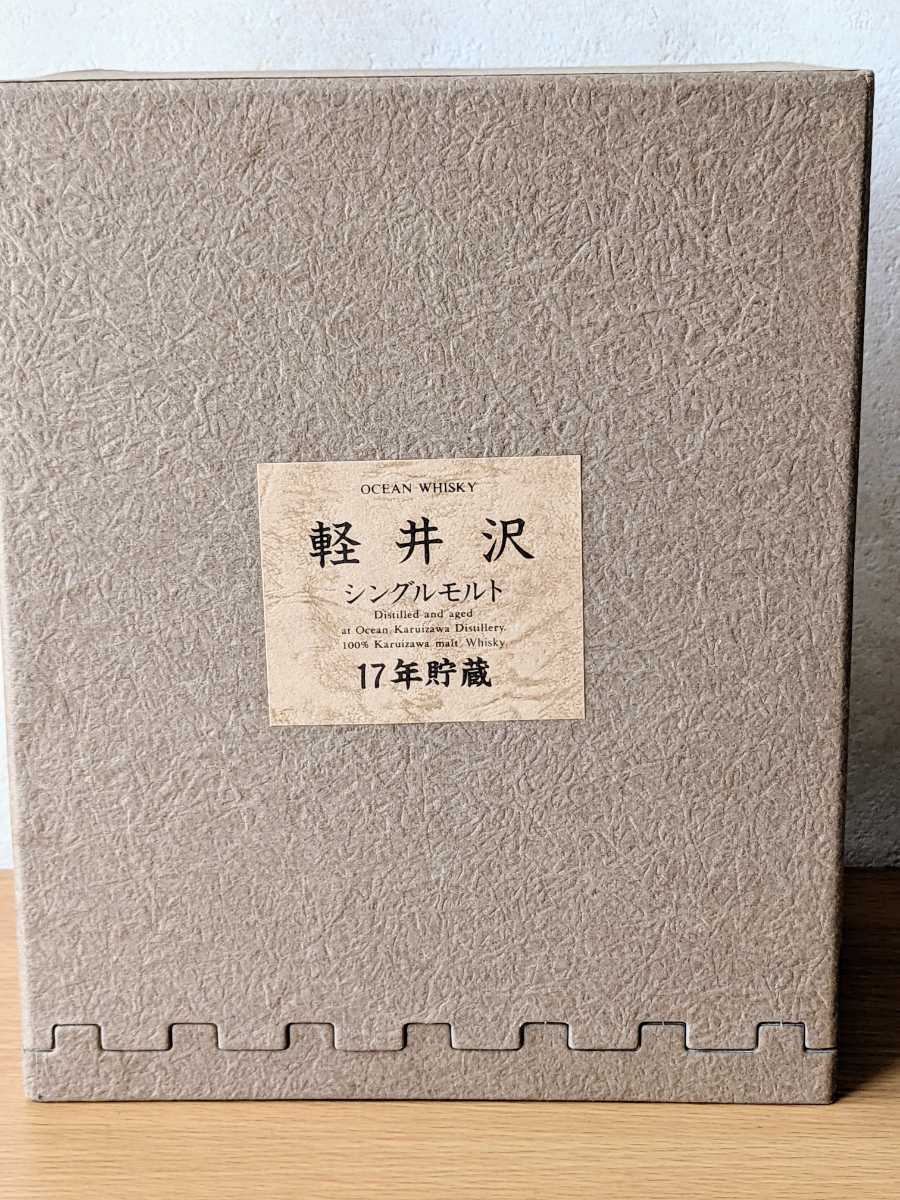 OCEAN WHISKY
軽井沢
シングルモルト
Distilled and aged
at Ocean Karuizawa Distillery.
100% Karuizawa malt Whisky.
17年貯蔵